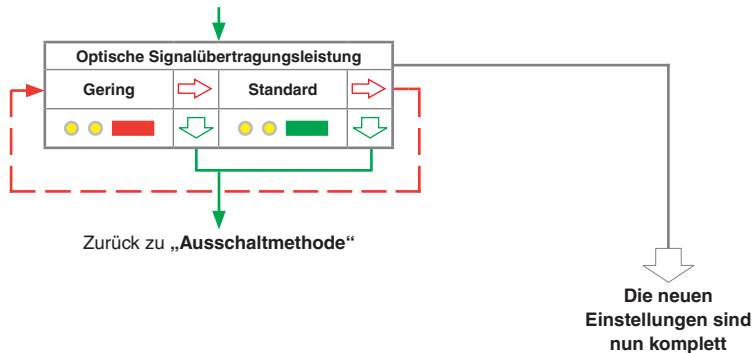 Optische Signalübertragungsleistung
Gering
Standard
Zurück zu „Ausschaltmethode“
Die neuen
Einstellungen sind
nun komplett